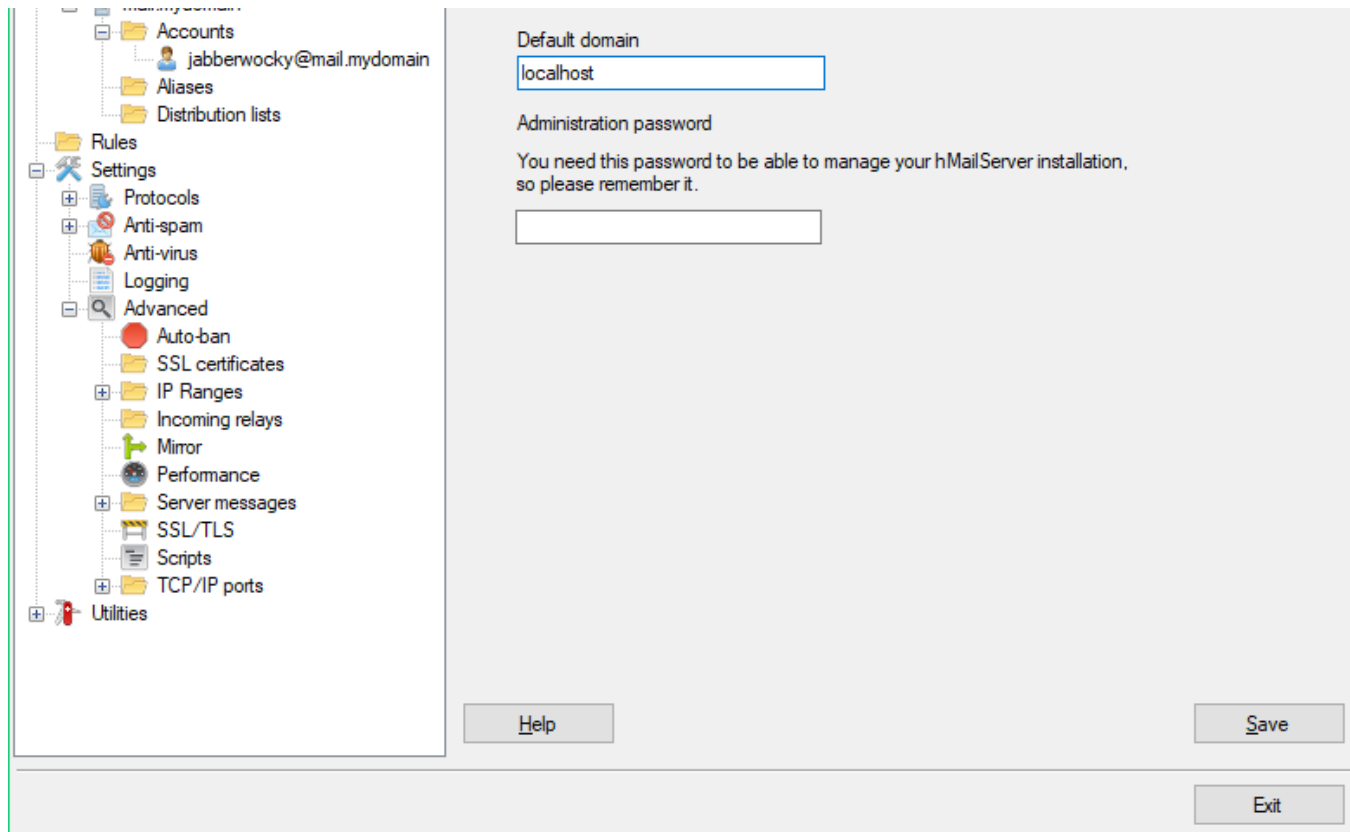 Accounts
jabberwocky@mail.mydomain
Aliases
Distribution lists
Rules
Settings
Protocols
Anti-spam
Anti-virus
Logging
Advanced
Auto-ban
SSL certificates
IP Ranges
Incoming relays
Mirror
Performance
Server messages
SSL/TLS
Scripts
TCP/IP ports
Utilities
Default domain
localhost
Administration password
You need this password to be able to manage your hMailServer installation,
so please remember it.
Help
Save
Exit